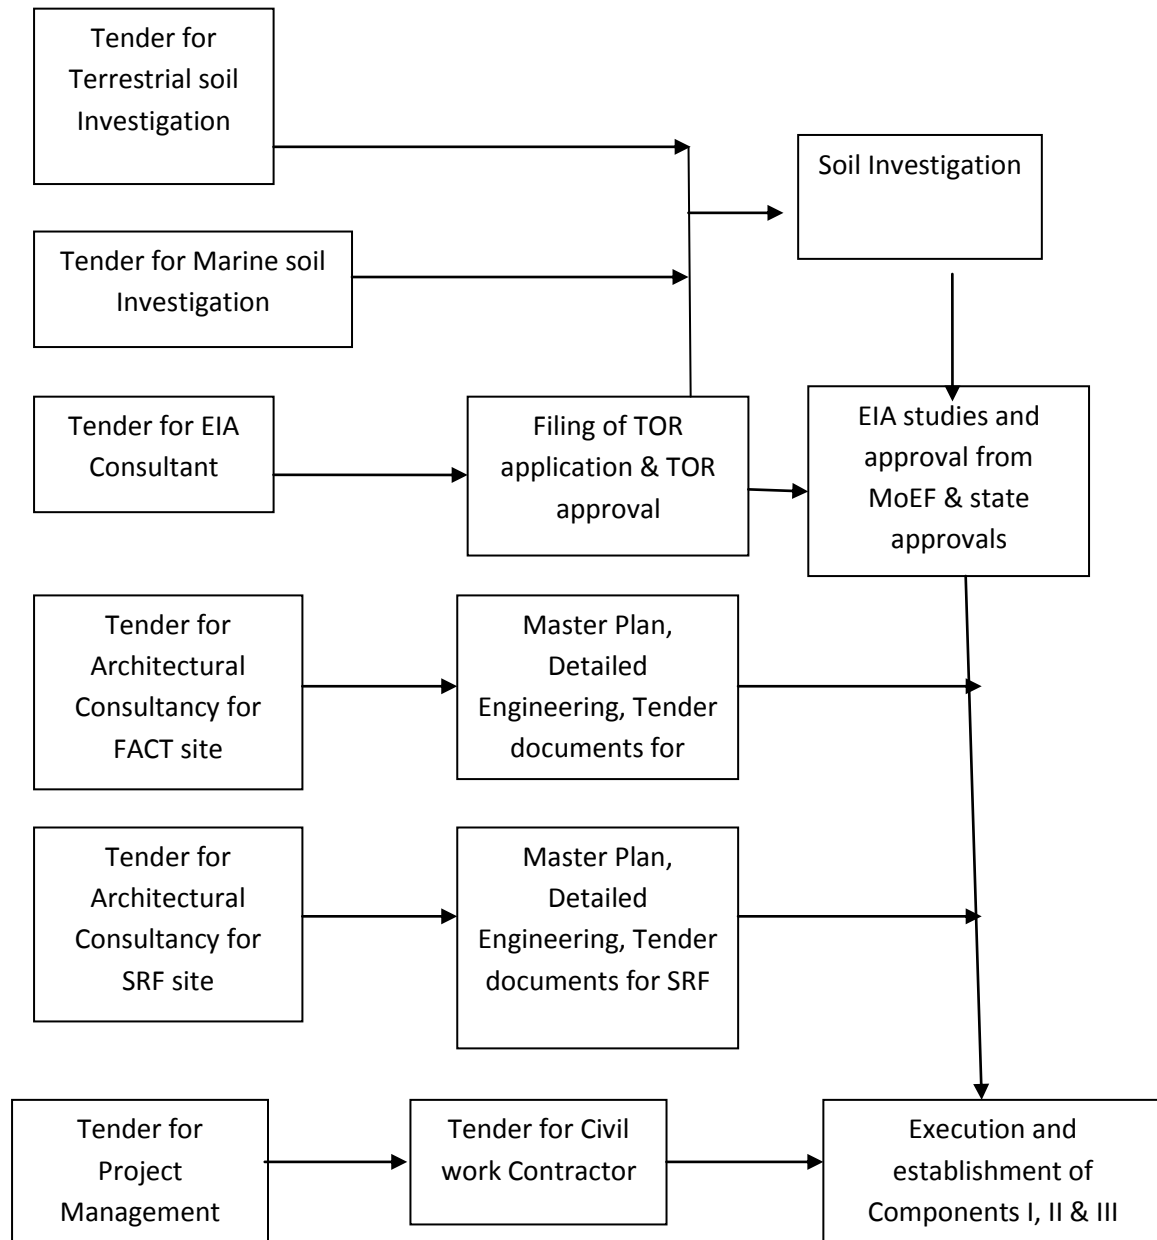 Tender for
Terrestrial soil
Investigation
Soil Investigation
Tender for Marine soil
Investigation
Tender for EIA
Consultant
Filing of TOR
application & TOR
approval
EIA studies and
approval from
MoEF & state
approvals
Tender for
Architectural
Consultancy for
FACT site
Master Plan,
Detailed
Engineering, Tender
documents for
Tender for
Architectural
Consultancy for
SRF site
Master Plan,
Detailed
Engineering, Tender
documents for SRF
Tender for
Project
Management
Tender for Civil
work Contractor
Execution and
establishment of
Components I, II & III